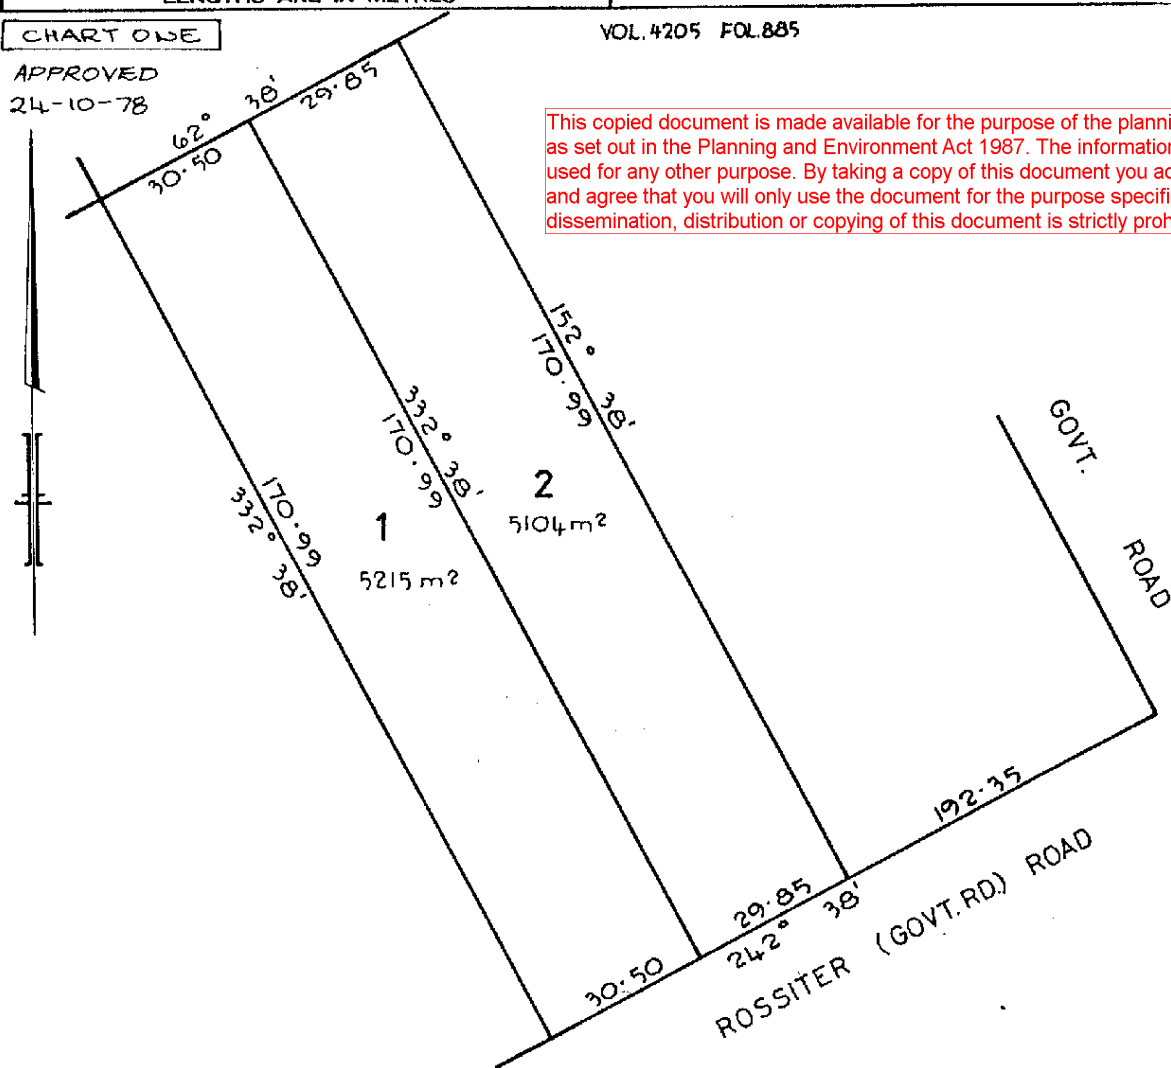 LENGTHS ARE IN METRES
CHART ONE
VOL. 4205 FOL. 885
APPROVED
24-10-78
This copied document is made available for the purpose of the planni
as set out in the Planning and Environment Act 1987. The information
used for any other purpose. By taking a copy of this document you ac
and agree that you will only use the document for the purpose specifi
dissemination, distribution or copying of this document is strictly proh
62° 38'
30·50
29·85
332° 38'
170·99
1
5215 m²
332° 38'
170·99
2
5104 m²
152° 38'
170·99
GOVT. ROAD
192·35
29·85
242° 38'
30·50
ROSSITER (GOVT. RD.) ROAD